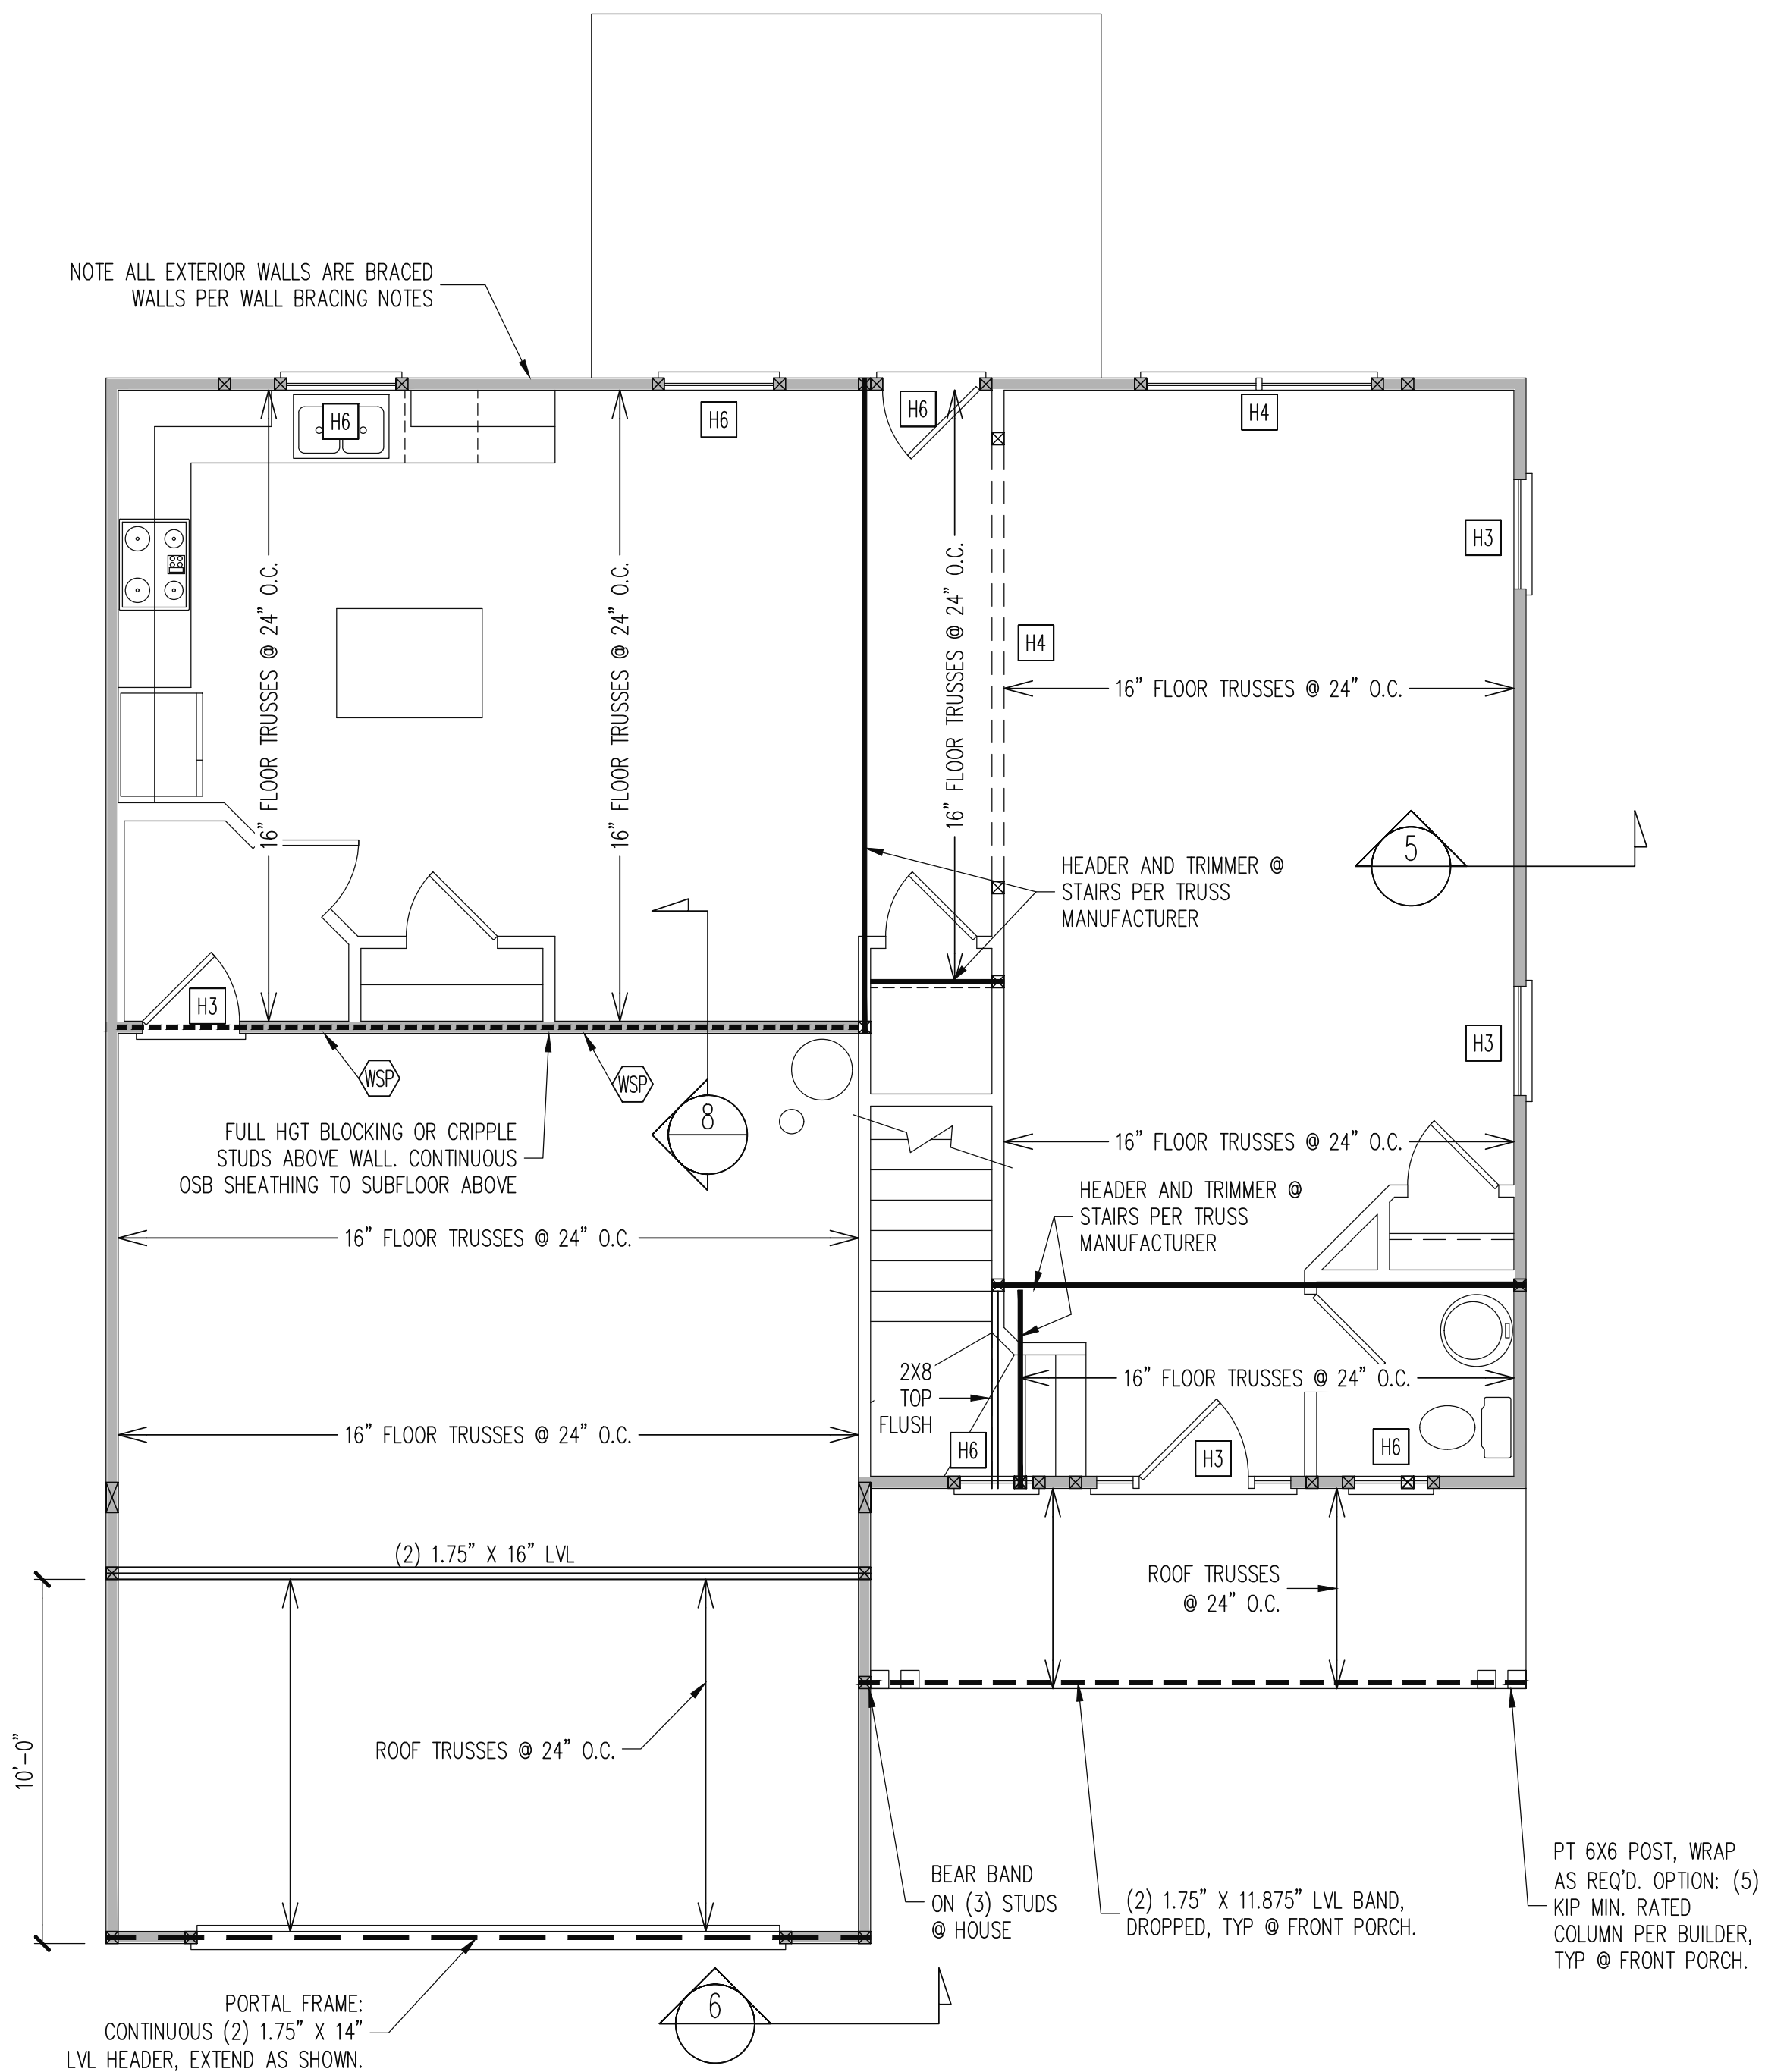 NOTE ALL EXTERIOR WALLS ARE BRACED
WALLS PER WALL BRACING NOTES
H6
H6
H6
H4
16" FLOOR TRUSSES @ 24" O.C.
16" FLOOR TRUSSES @ 24" O.C.
16" FLOOR TRUSSES @ 24" O.C.
H3
H4
16" FLOOR TRUSSES @ 24" O.C.
5
HEADER AND TRIMMER @
STAIRS PER TRUSS
MANUFACTURER
H3
H3
WSP
WSP
8
FULL HGT BLOCKING OR CRIPPLE
STUDS ABOVE WALL. CONTINUOUS
OSB SHEATHING TO SUBFLOOR ABOVE
16" FLOOR TRUSSES @ 24" O.C.
HEADER AND TRIMMER @
STAIRS PER TRUSS
MANUFACTURER
16" FLOOR TRUSSES @ 24" O.C.
2X8
TOP
FLUSH
16" FLOOR TRUSSES @ 24" O.C.
16" FLOOR TRUSSES @ 24" O.C.
H6
H3
H6
(2) 1.75" X 16" LVL
ROOF TRUSSES
@ 24" O.C.
10'-0"
ROOF TRUSSES @ 24" O.C.
BEAR BAND
ON (3) STUDS
@ HOUSE
(2) 1.75" X 11.875" LVL BAND,
DROPPED, TYP @ FRONT PORCH.
PT 6X6 POST, WRAP
AS REQ'D. OPTION: (5)
KIP MIN. RATED
COLUMN PER BUILDER,
TYP @ FRONT PORCH.
PORTAL FRAME:
CONTINUOUS (2) 1.75" X 14"
LVL HEADER, EXTEND AS SHOWN.
6